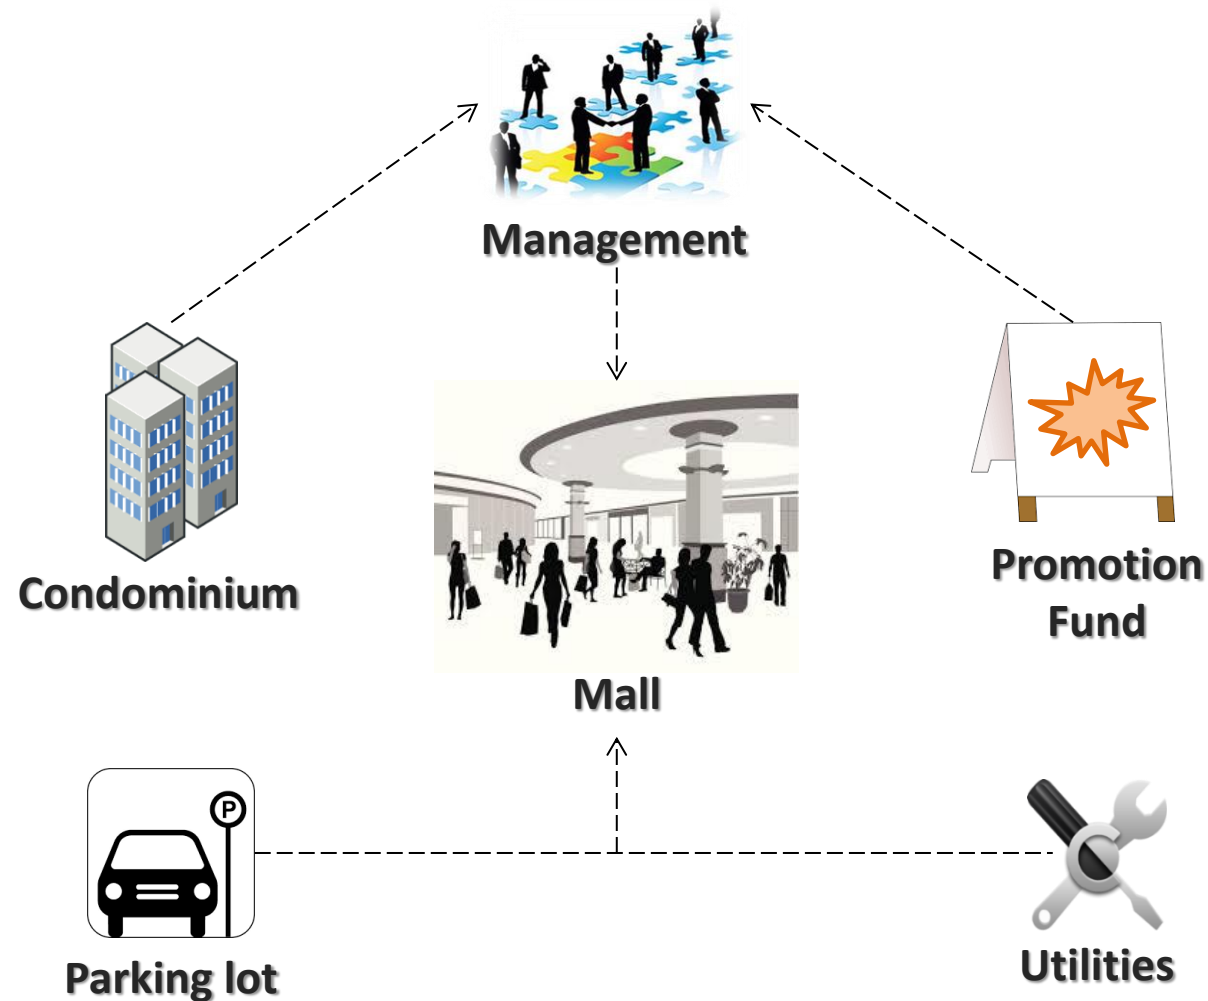 Management
Condominium
Promotion
Fund
Mall
P
Parking lot
Utilities